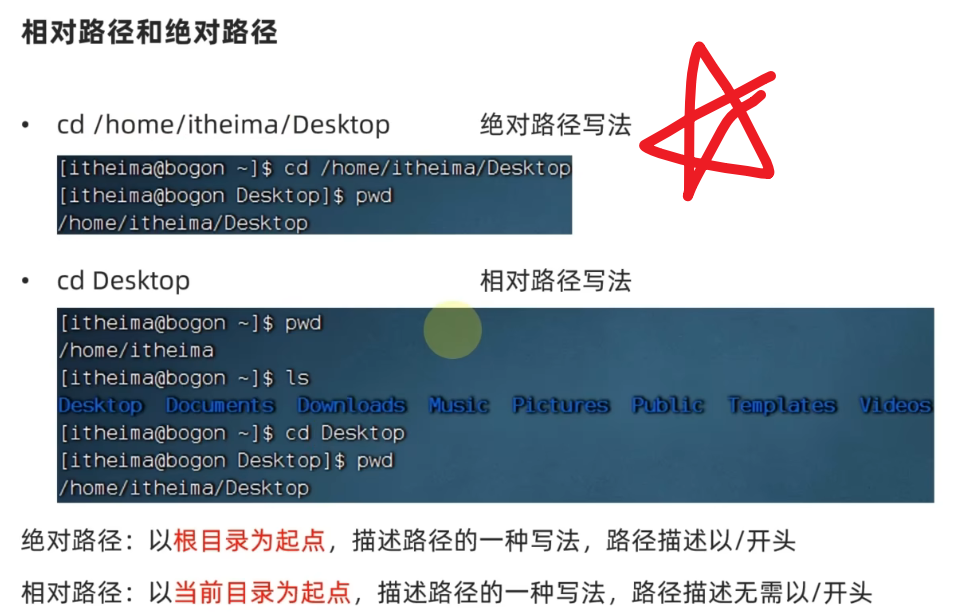 相对路径和绝对路径
• cd /home/itheima/Desktop 绝对路径写法
[itheima@bogon ~]$ cd /home/itheima/Desktop
[itheima@bogon Desktop]$ pwd
/home/itheima/Desktop
• cd Desktop 相对路径写法
[itheima@bogon ~]$ pwd
/home/itheima
[itheima@bogon ~]$ ls
Desktop Documents Downloads Music Pictures Public Templates Videos
[itheima@bogon ~]$ cd Desktop
[itheima@bogon Desktop]$ pwd
/home/itheima/Desktop
绝对路径：以根目录为起点，描述路径的一种写法，路径描述以/开头
相对路径：以当前目录为起点，描述路径的一种写法，路径描述无需以/开头